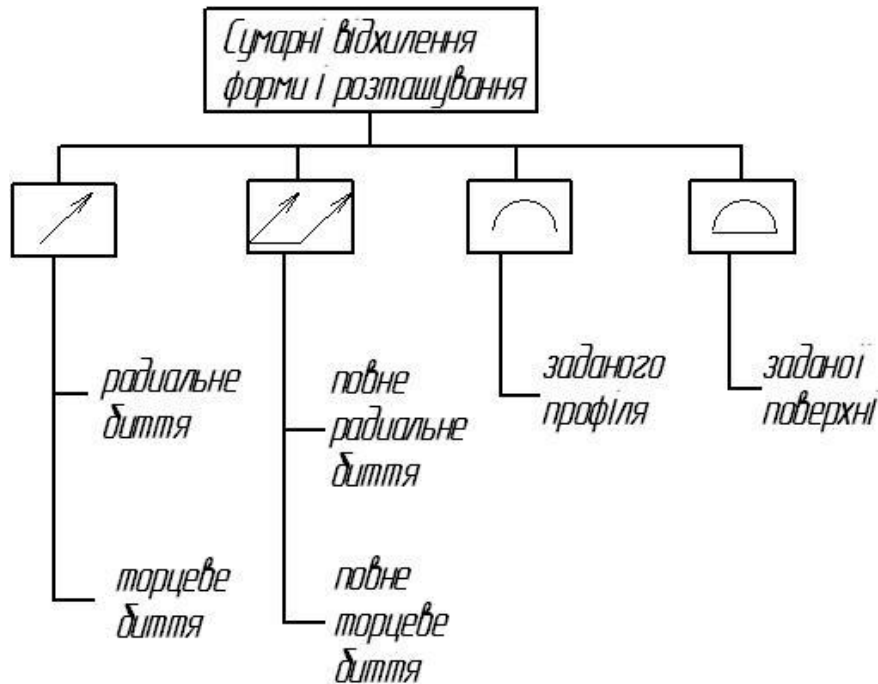 Сумарні відхилення
форми і розташування
радиальне
биття
торцеве
биття
повне
радиальне
биття
повне
торцеве
биття
заданого
профіля
заданої
поверхні